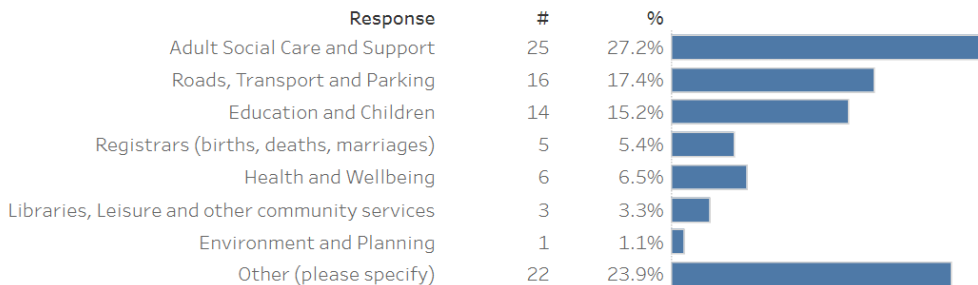 Response # %
Adult Social Care and Support 25 27.2%
Roads, Transport and Parking 16 17.4%
Education and Children 14 15.2%
Registrars (births, deaths, marriages) 5 5.4%
Health and Wellbeing 6 6.5%
Libraries, Leisure and other community services 3 3.3%
Environment and Planning 1 1.1%
Other (please specify) 22 23.9%